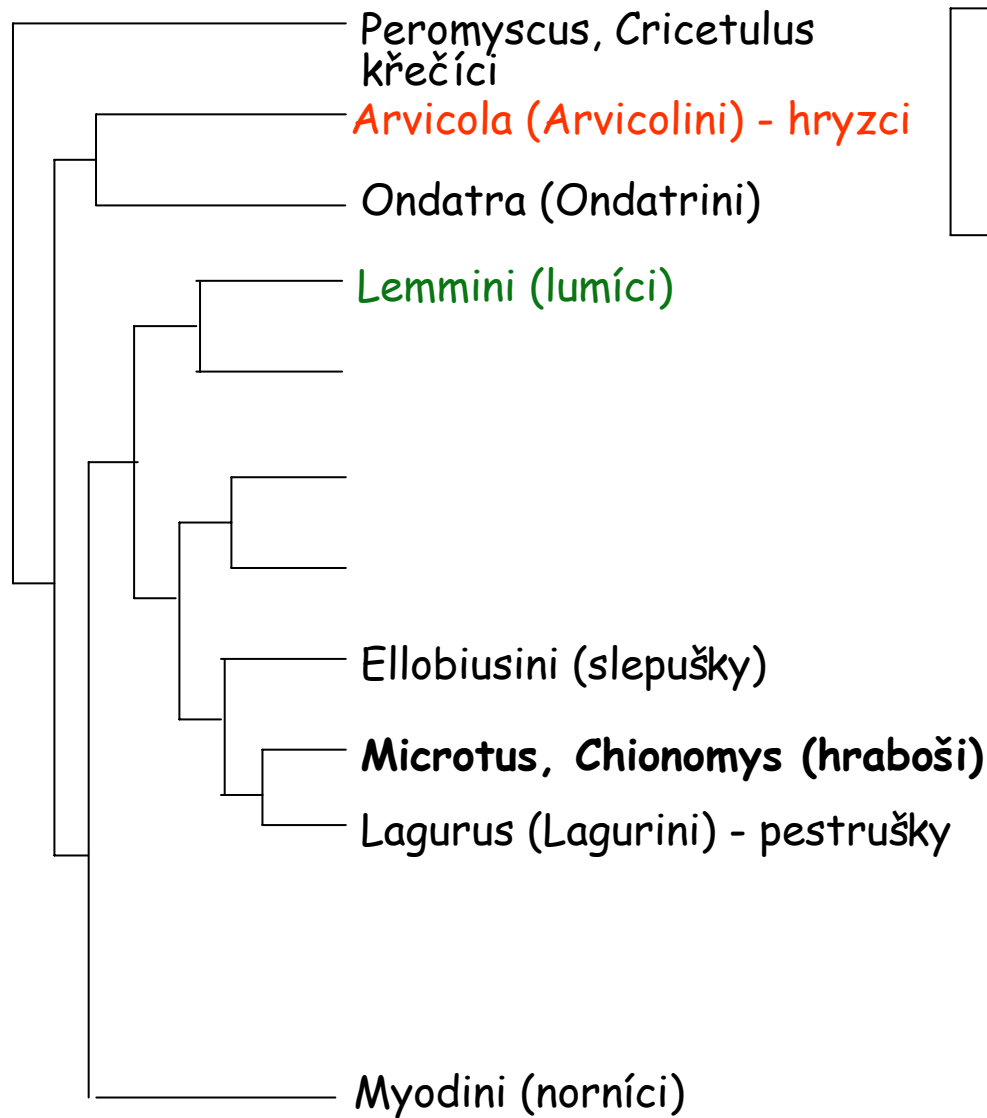 Peromyscus, Cricetulus
křečíci
Arvicola (Arvicolini) - hryzci
Ondatra (Ondatrini)
Lemmini (lumíci)
Ellobiusini (slepušky)
Microtus, Chionomys (hraboši)
Lagurus (Lagurini) - pestrušky
Myodini (norníci)